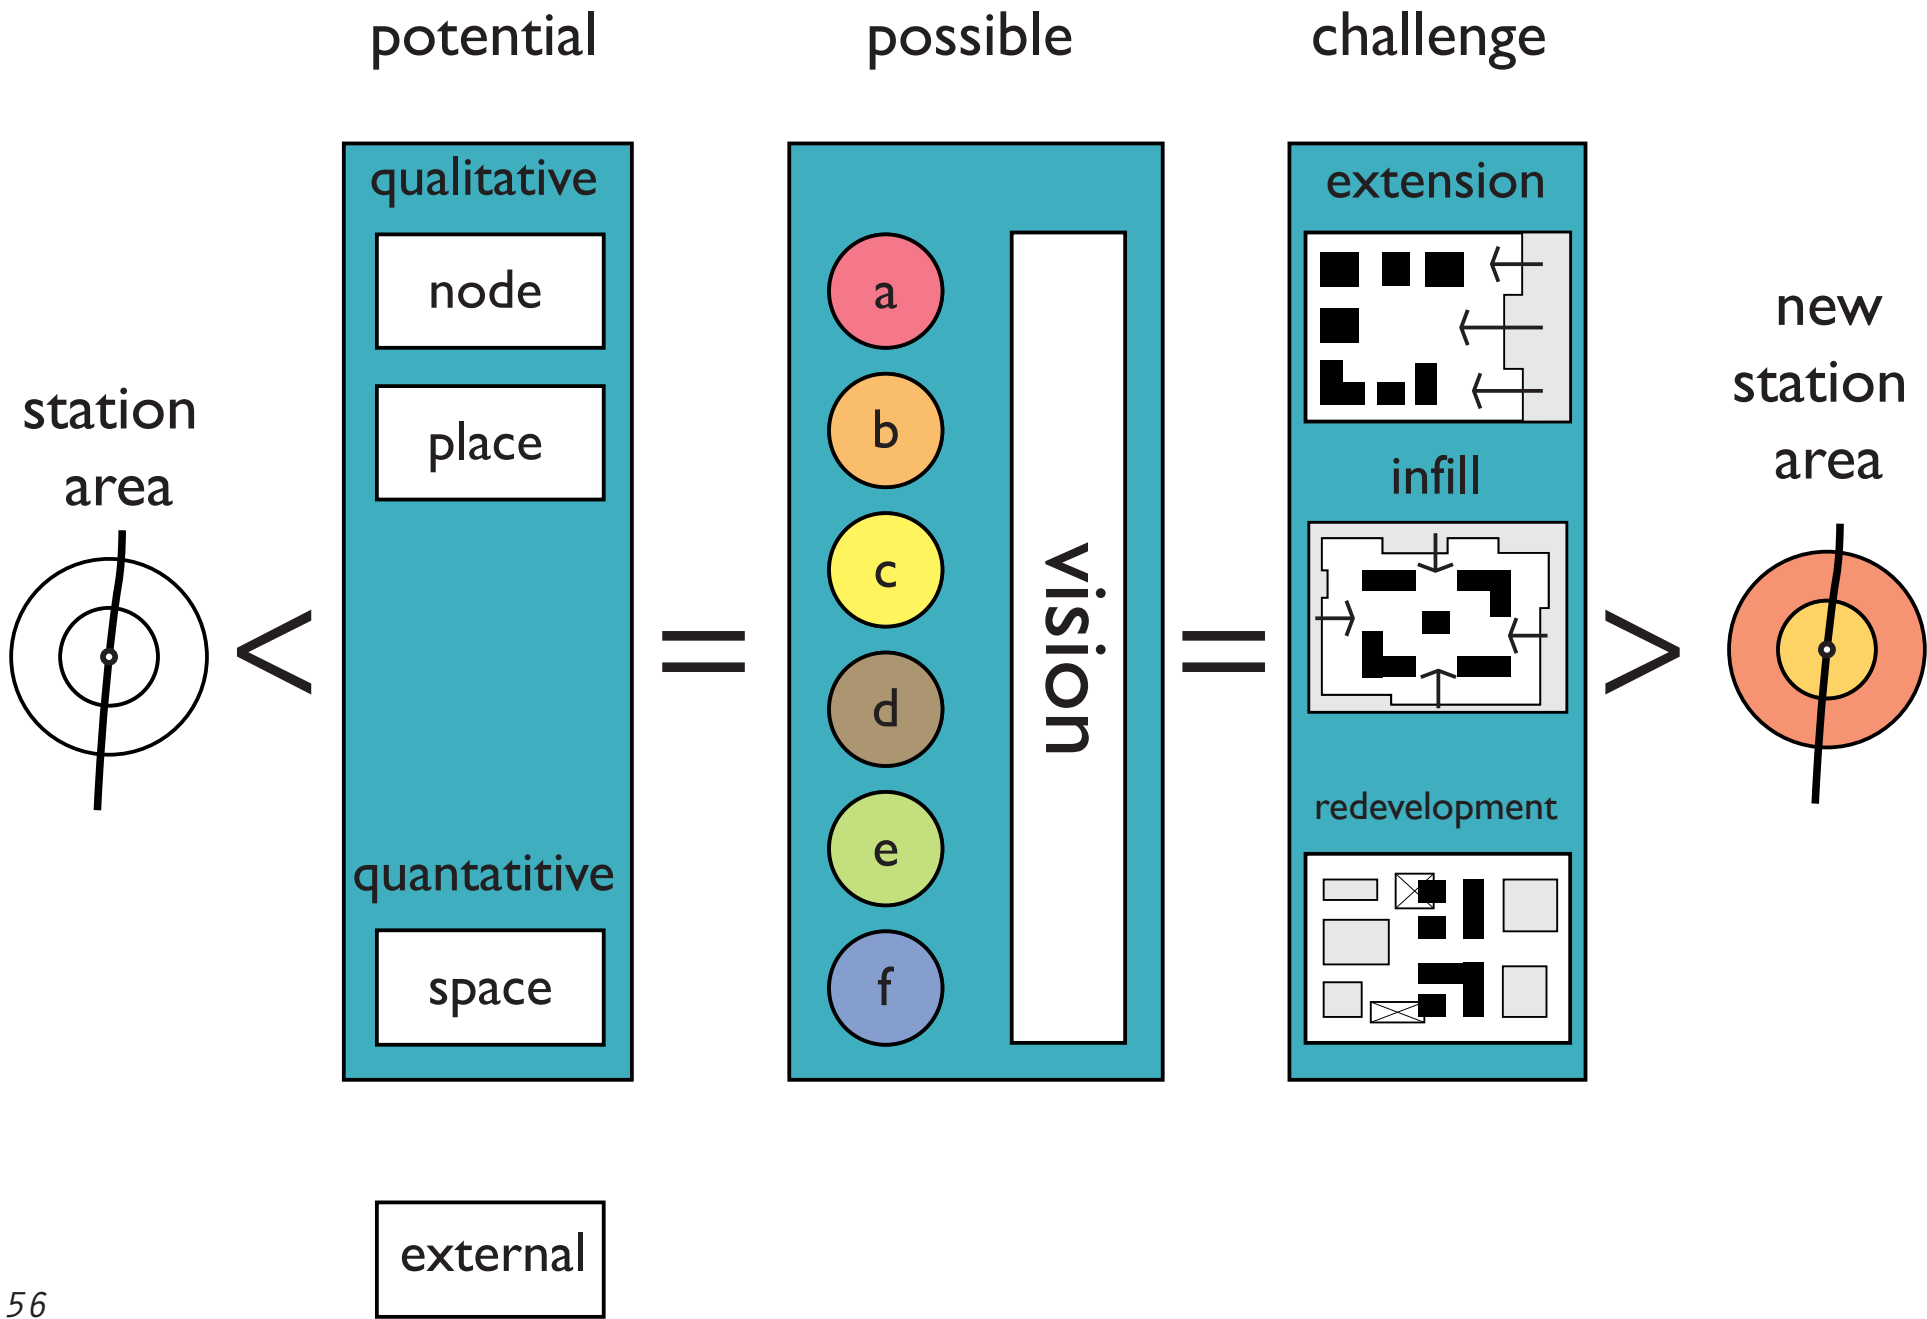 potential
possible
challenge
station
area
<
qualitative
node
place
quantatitive
space
external
=
a
b
c
d
e
f
vision
=
extension
infill
redevelopment
>
new
station
area
56